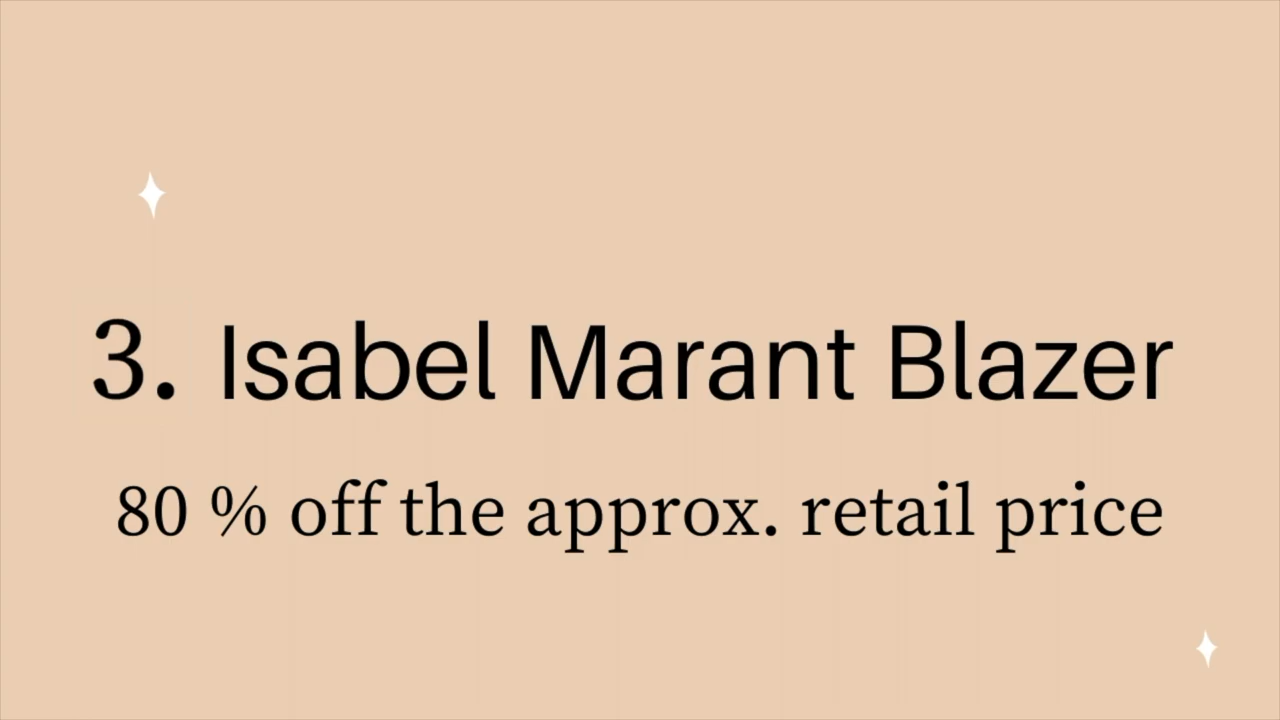 3. Isabel Marant Blazer
80 % off the approx. retail price